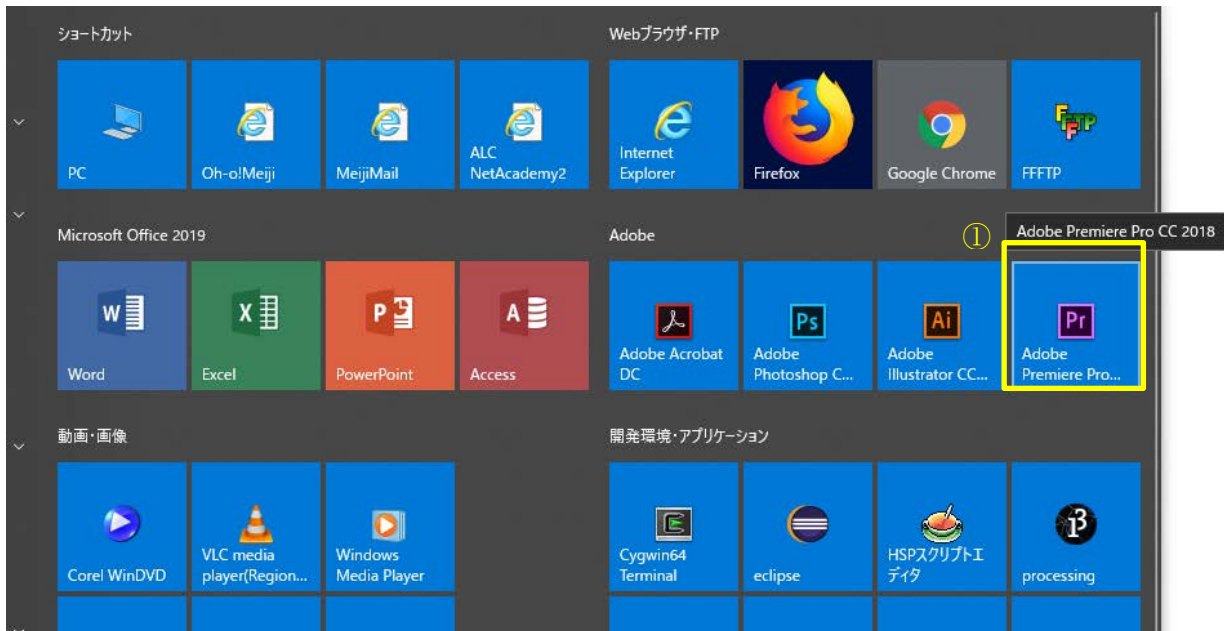 ショートカット
Webブラウザ・FTP
PC
Oh-o!Meiji
MeijiMail
ALC
NetAcademy2
Internet
Explorer
Firefox
Google Chrome
FFFTP
FFFTP
Microsoft Office 2019
Adobe
①
Adobe Premiere Pro CC 2018
W
Word
X
Excel
P
PowerPoint
A
Access
Adobe Acrobat
DC
Ps
Adobe
Photoshop C...
Ai
Adobe
Illustrator CC...
Pr
Adobe
Premiere Pro...
動画・画像
開発環境・アプリケーション
Corel WinDVD
VLC media
player(Region...
Windows
Media Player
Cygwin64
Terminal
eclipse
HSPスクリプトエ
ディタ
processing